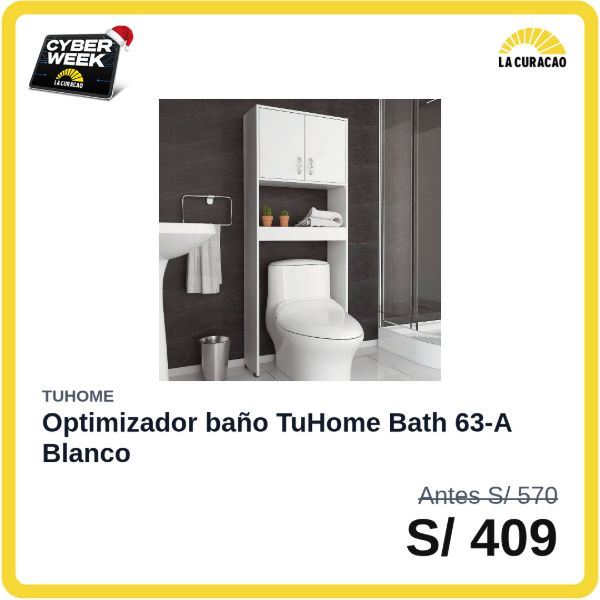 CYBER
WEEK
LA CURACAO
LA CURACAO
TUHOME
Optimizador baño TuHome Bath 63-A
Blanco
Antes S/ 570
S/ 409